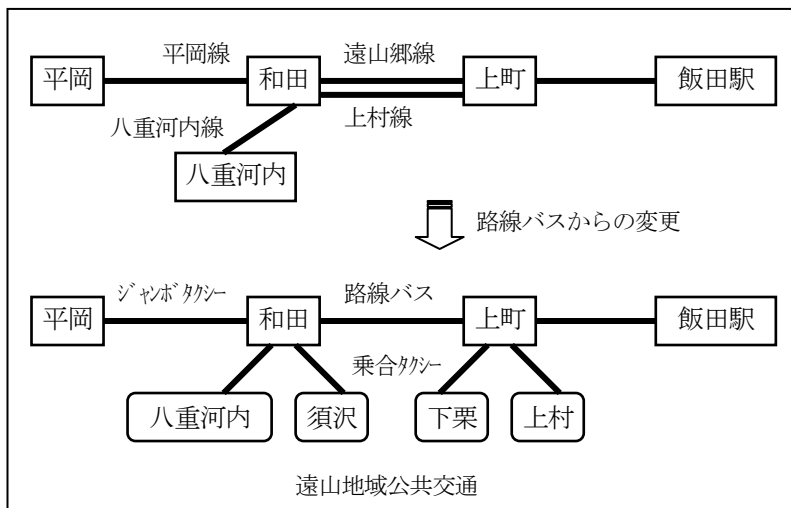 平岡線
遠山郷線
平岡
和田
上町
飯田駅
上村線
八重河内線
八重河内
路線バスからの変更
ジャンボタクシー
路線バス
平岡
和田
上町
飯田駅
乗合タクシー
八重河内
須沢
下栗
上村
遠山地域公共交通